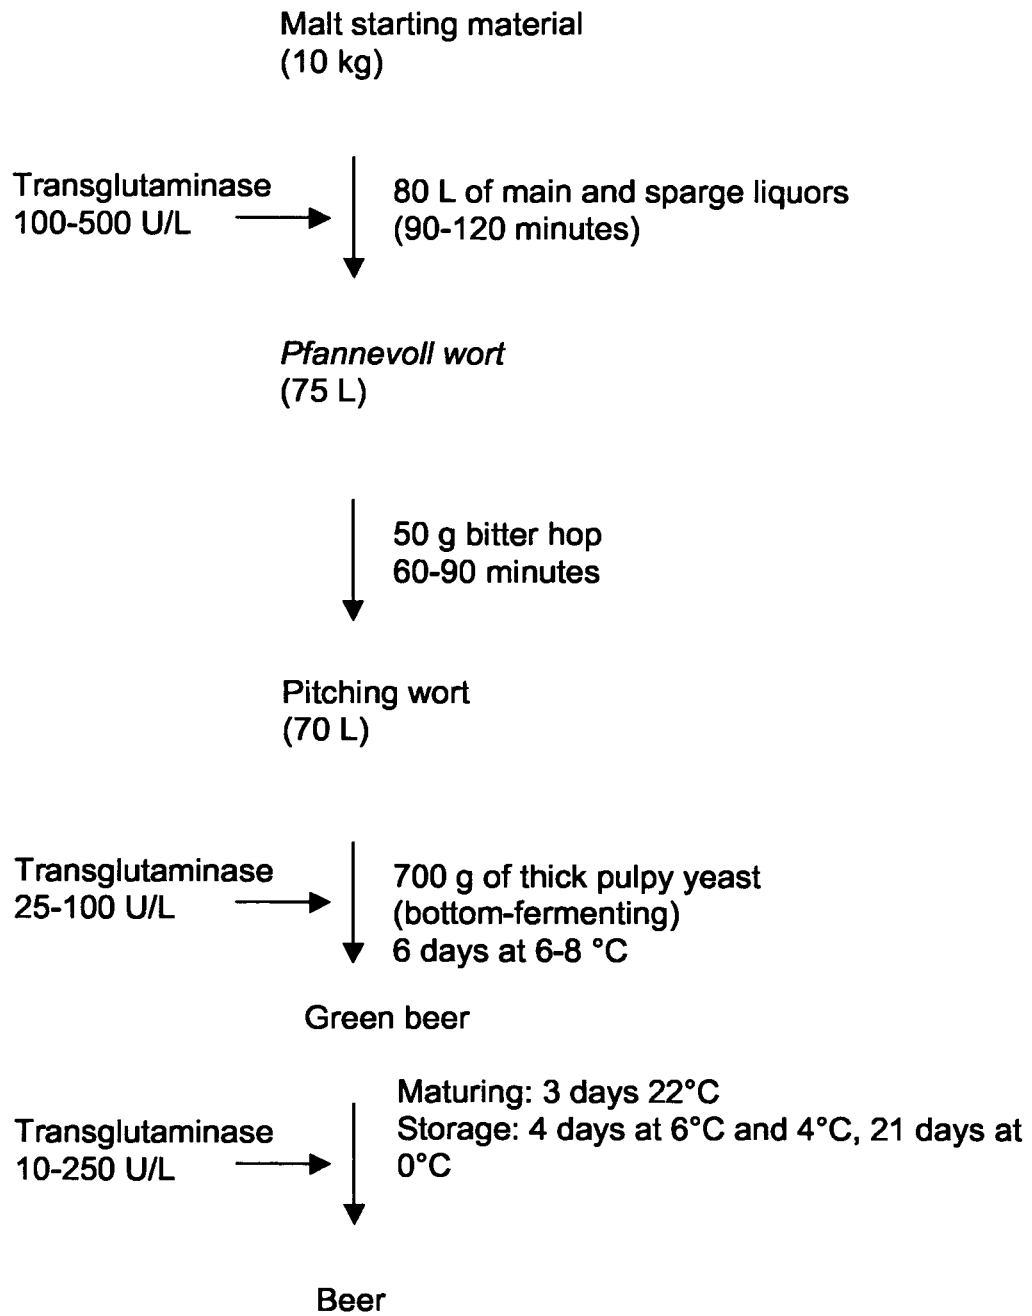 Malt starting material
(10 kg)
Transglutaminase
100-500 U/L
80 L of main and sparge liquors
(90-120 minutes)
Pfannevoll wort
(75 L)
50 g bitter hop
60-90 minutes
Pitching wort
(70 L)
Transglutaminase
25-100 U/L
700 g of thick pulpy yeast
(bottom-fermenting)
6 days at 6-8 °C
Green beer
Transglutaminase
10-250 U/L
Maturing: 3 days 22°C
Storage: 4 days at 6°C and 4°C, 21 days at
0°C
Beer